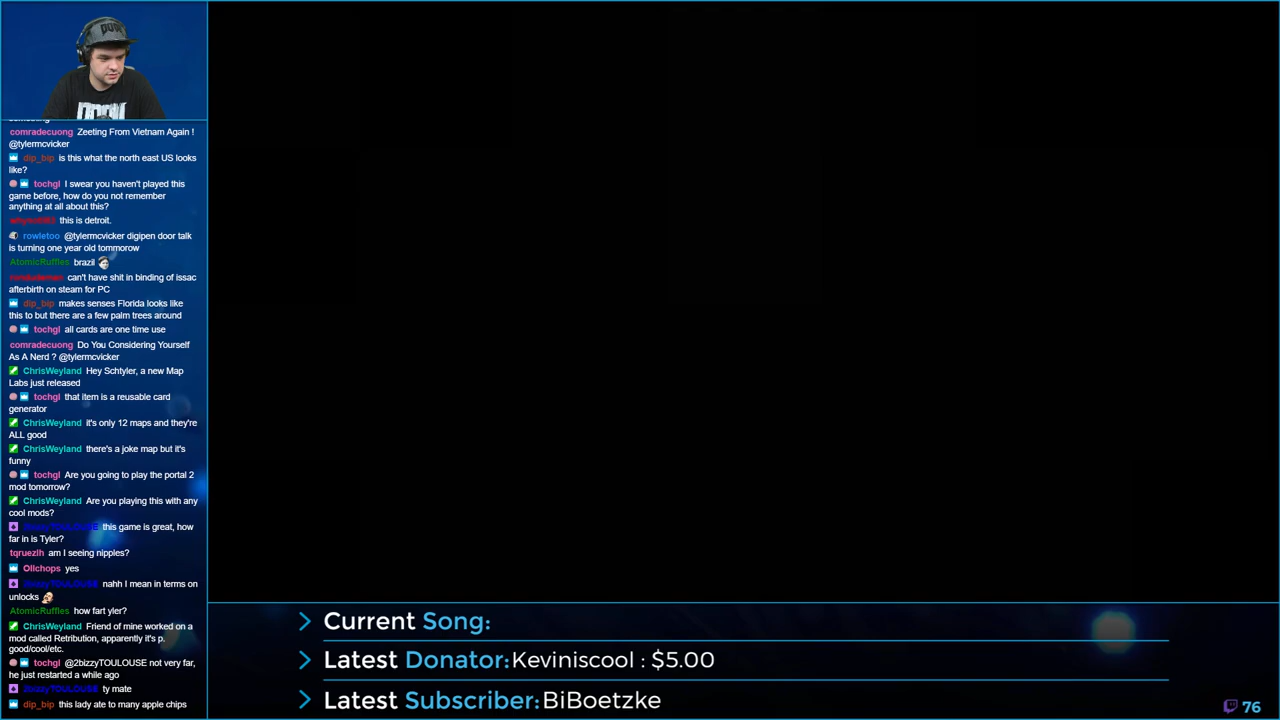 DOOM
comradecuong Zeeting From Vietnam Again !
@tylermcvicker
dip_bip is this what the north east US looks
like?
tochgl I swear you haven't played this
game before, how do you not remember
anything at all about this?
this is detroit.
rowletoo @tylermcvicker digipen door talk
is turning one year old tommorow
AtomicRuffles brazil
can't have shit in binding of issac
afterbirth on steam for PC
dip_bip makes senses Florida looks like
this to but there are a few palm trees around
tochgl all cards are one time use
comradecuong Do You Considering Yourself
As A Nerd ? @tylermcvicker
ChrisWeyland Hey Schtyler, a new Map
Labs just released
tochgl that item is a reusable card
generator
ChrisWeyland it's only 12 maps and they're
ALL good
ChrisWeyland there's a joke map but it's
funny
tochgl Are you going to play the portal 2
mod tomorrow?
ChrisWeyland Are you playing this with any
cool mods?
2bizzyTOULOUSE this game is great, how
far in is Tyler?
tqruezih am I seeing nipples?
Ollchops yes
2bizzyTOULOUSE nahh I mean in terms on
unlocks
AtomicRuffles how fart yler?
ChrisWeyland Friend of mine worked on a
mod called Retribution, apparently it's p.
good/cool/etc.
tochgl @2bizzyTOULOUSE not very far,
he just restarted a while ago
2bizzyTOULOUSE ty mate
dip_bip this lady ate to many apple chips
Current Song:
Latest Donator:Keviniscool : $5.00
Latest Subscriber:BiBoetzke
76